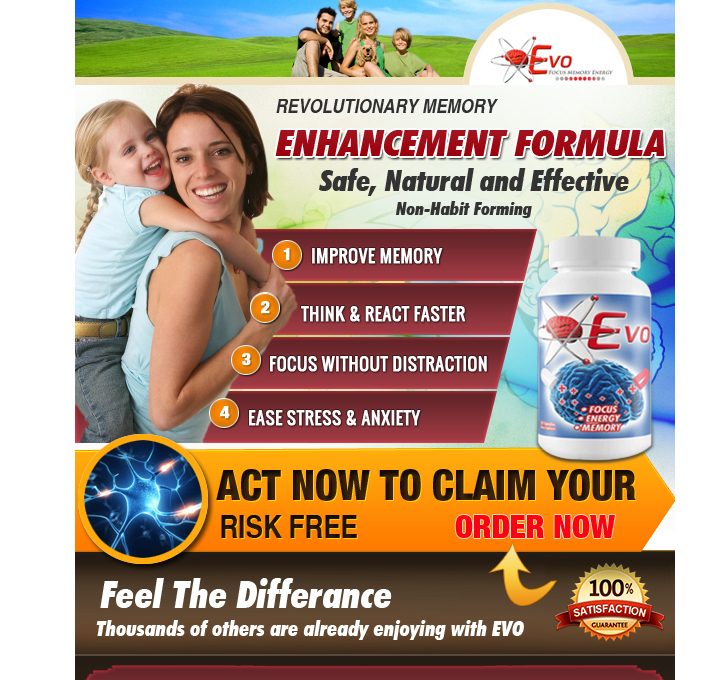 Evo
FOCUS MEMORY ENERGY
REVOLUTIONARY MEMORY
ENHANCEMENT FORMULA
Safe, Natural and Effective
Non-Habit Forming
1 IMPROVE MEMORY
2 THINK & REACT FASTER
3 FOCUS WITHOUT DISTRACTION
4 EASE STRESS & ANXIETY
EVO
• FOCUS
• ENERGY
• MEMORY
ACT NOW TO CLAIM YOUR
RISK FREE ORDER NOW
Feel The Differance
Thousands of others are already enjoying with EVO
100%
SATISFACTION
GUARANTEE